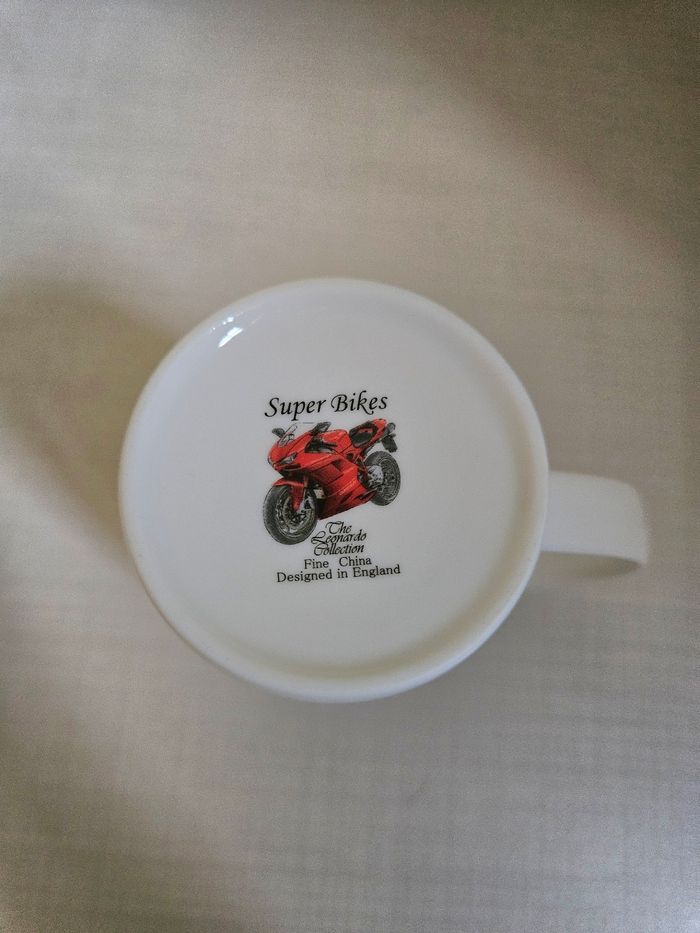 Super Bikes
The
Leonardo
Collection
Fine China
Designed in England